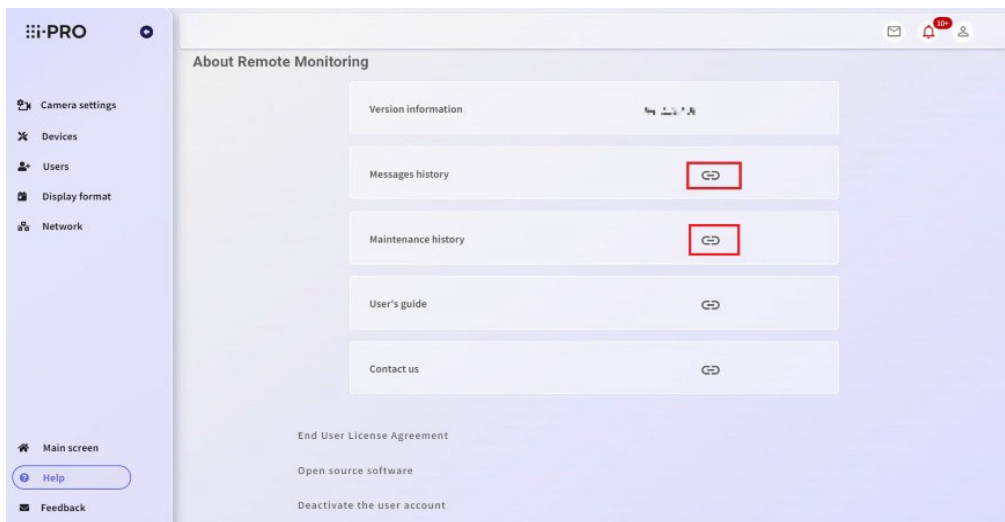 i-PRO
10+
About Remote Monitoring
Camera settings
Devices
Users
Display format
Network
Version information
Messages history
Maintenance history
User's guide
Contact us
End User License Agreement
Open source software
Deactivate the user account
Main screen
Help
Feedback